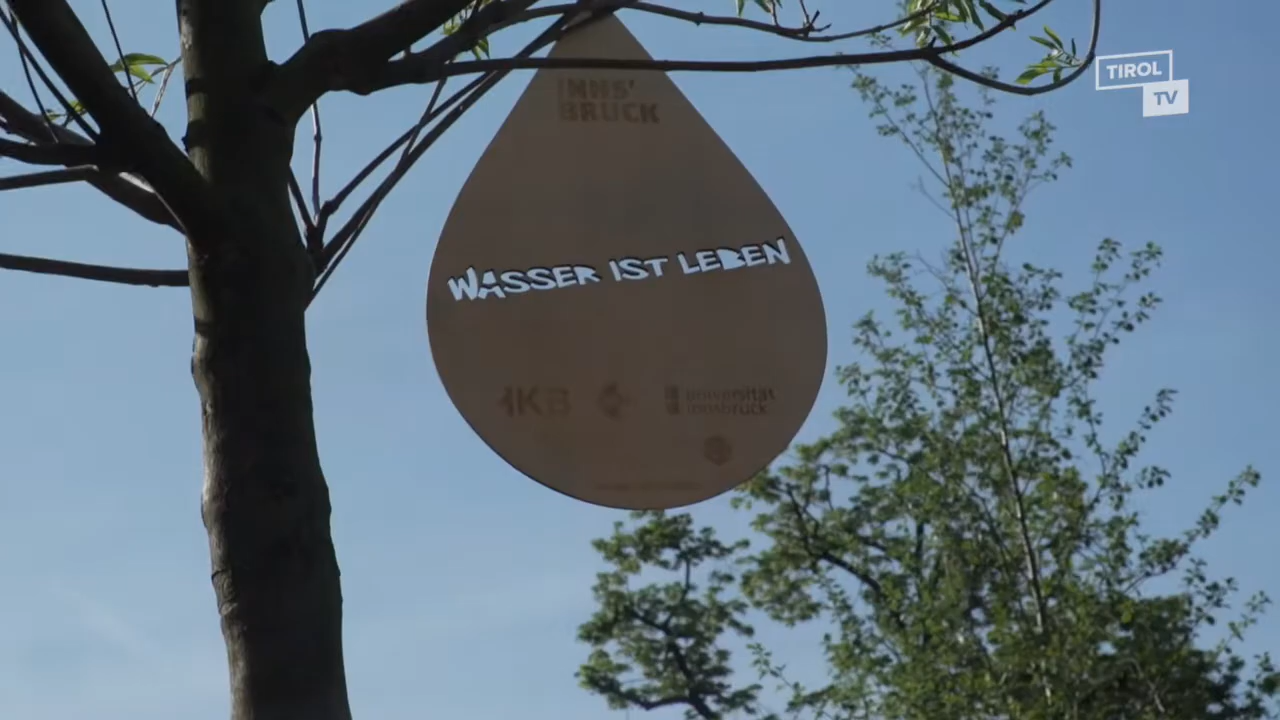 TIROL
TV
INNS'
BRUCK
WASSER IST LEBEN
IKB
universität
innsbruck